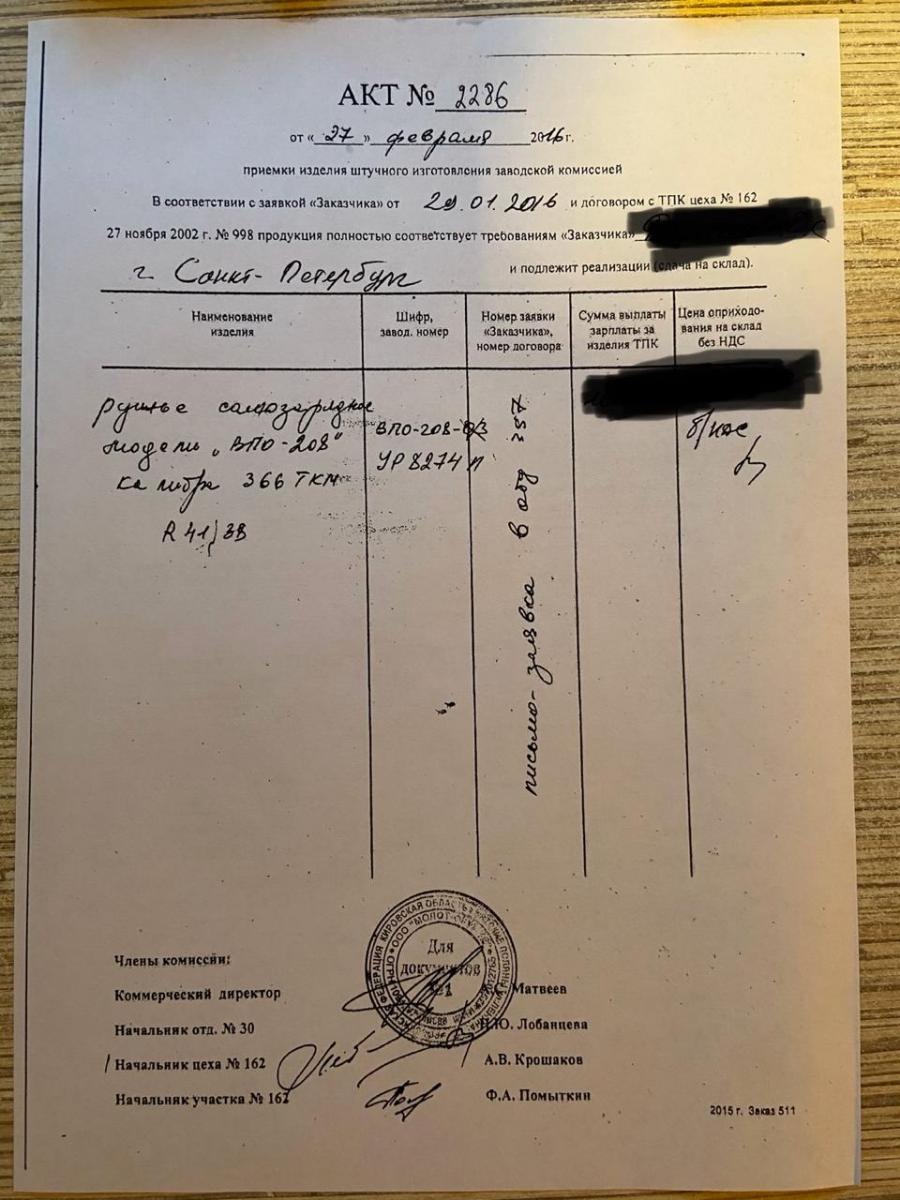 АКТ № 2286
от « 27 » февраля 2016 г.
приемки изделия штучного изготовления заводской комиссией
В соответствии с заявкой «Заказчика» от 29.01.2016 и договором с ТПК цеха № 162
27 ноября 2002 г. № 998 продукция полностью соответствует требованиям «Заказчика»
г. Санкт-Петербург и подлежит реализации (сдача на склад).
Наименование изделия
Шифр, завод. номер
Номер заявки «Заказчика», номер договора
Сумма выплаты зарплаты за изделия ТПК
Цена оприходования на склад без НДС
ружье самозарядное
модели „ВПО-208"
калибра 366 ТКМ
ВПО-208-
УР 8274
письмо-заявка в отд 357
Члены комиссии:
Для документов
Коммерческий директор Матвеев
Начальник отд. № 30 Н.Ю. Лобанцева
Начальник цеха № 162 А.В. Крошаков
Начальник участка № 162 Ф.А. Помыткин
2015 г. Заказ 511